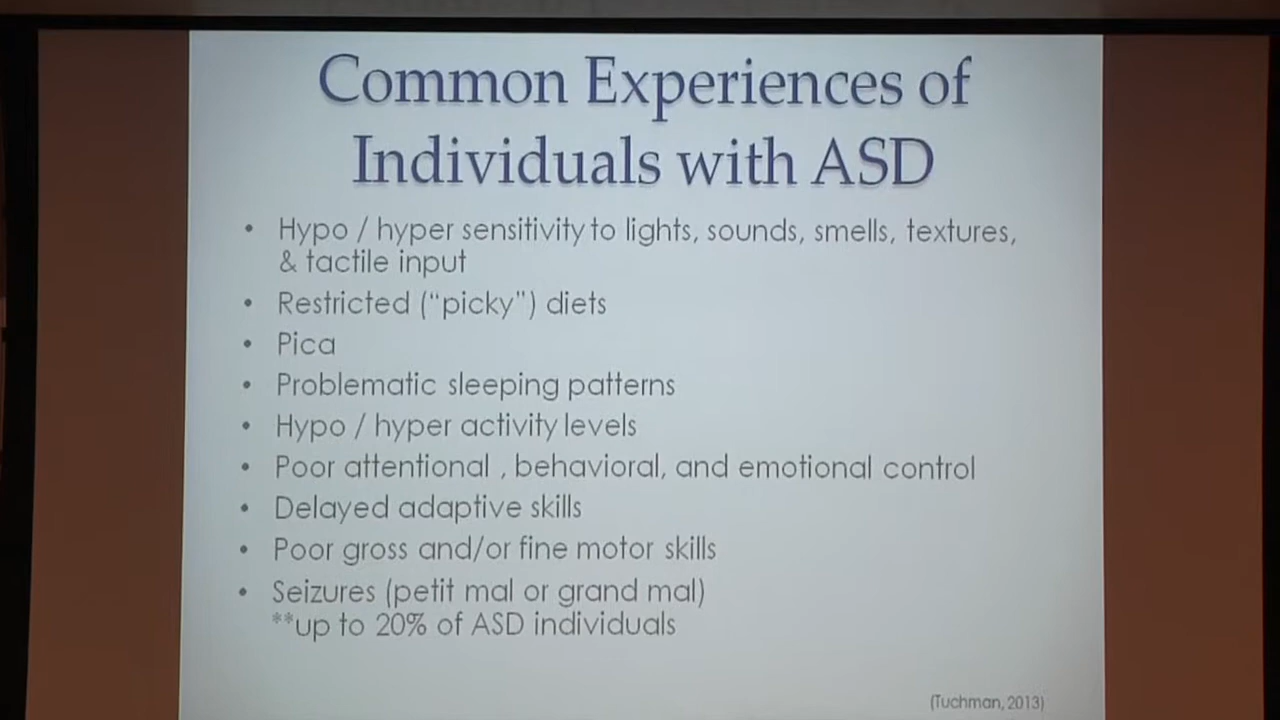 Common Experiences of
Individuals with ASD
• Hypo / hyper sensitivity to lights, sounds, smells, textures,
& tactile input
• Restricted (“picky”) diets
• Pica
• Problematic sleeping patterns
• Hypo / hyper activity levels
• Poor attentional , behavioral, and emotional control
• Delayed adaptive skills
• Poor gross and/or fine motor skills
• Seizures (petit mal or grand mal)
**up to 20% of ASD individuals
(Tuchman, 2013)